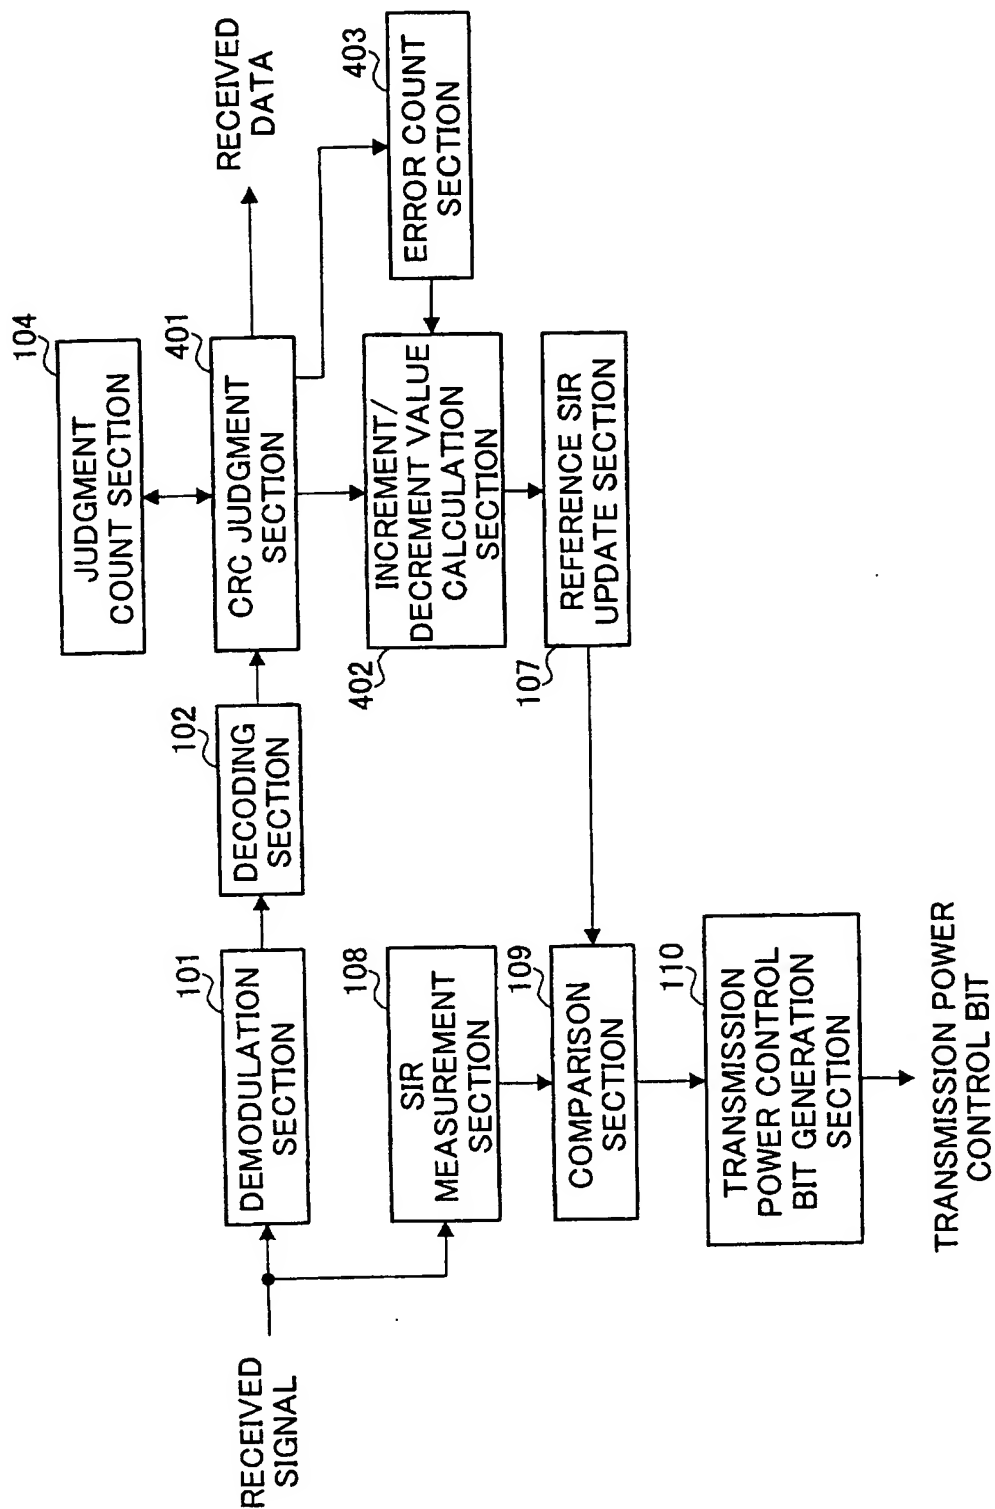 RECEIVED
SIGNAL
101
DEMODULATION
SECTION
102
DECODING
SECTION
104
JUDGMENT
COUNT SECTION
401
CRC JUDGMENT
SECTION
RECEIVED
DATA
403
ERROR COUNT
SECTION
402
INCREMENT/
DECREMENT VALUE
CALCULATION
SECTION
107
REFERENCE SIR
UPDATE SECTION
108
SIR
MEASUREMENT
SECTION
109
COMPARISON
SECTION
110
TRANSMISSION
POWER CONTROL
BIT GENERATION
SECTION
TRANSMISSION POWER
CONTROL BIT